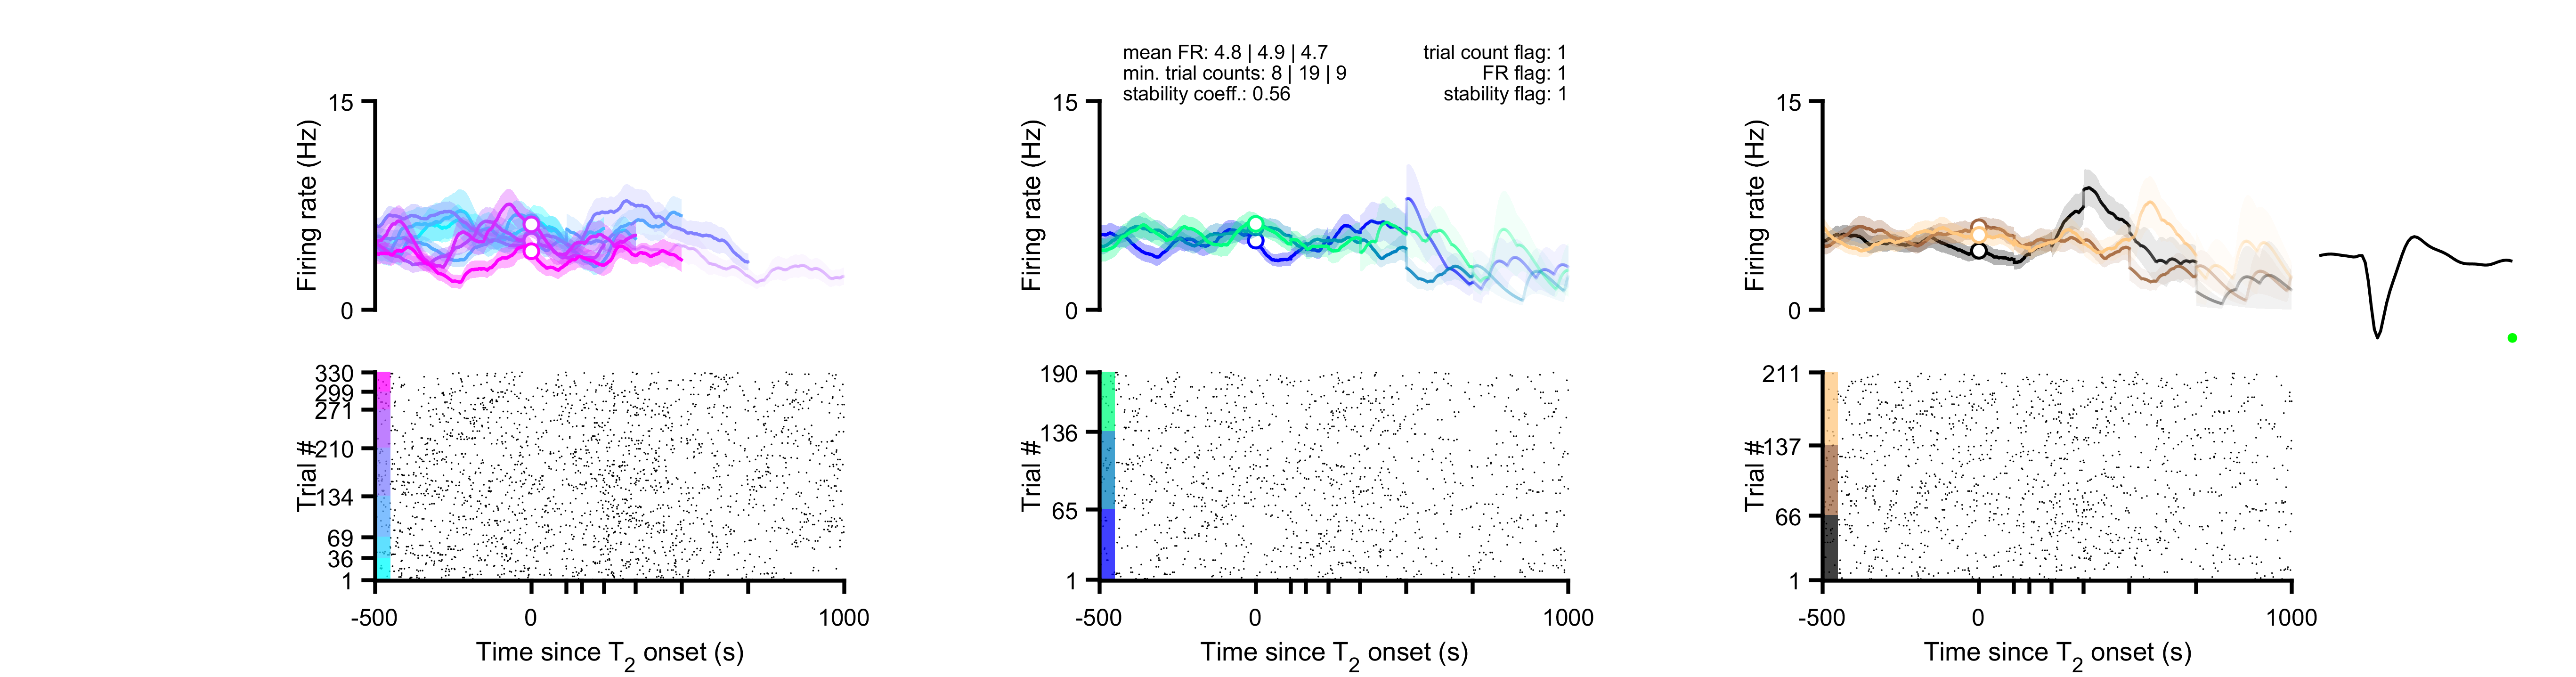 mean FR: 4.8 | 4.9 | 4.7
min. trial counts: 8 | 19 | 9
stability coeff.: 0.56
trial count flag: 1
FR flag: 1
stability flag: 1
15
0
Firing rate (Hz)
15
0
Firing rate (Hz)
15
0
Firing rate (Hz)
330
299
271
210
134
69
36
1
Trial #
-500
0
1000
Time since T2 onset (s)
190
136
65
1
Trial #
-500
0
1000
Time since T2 onset (s)
211
137
66
1
Trial #
-500
0
1000
Time since T2 onset (s)